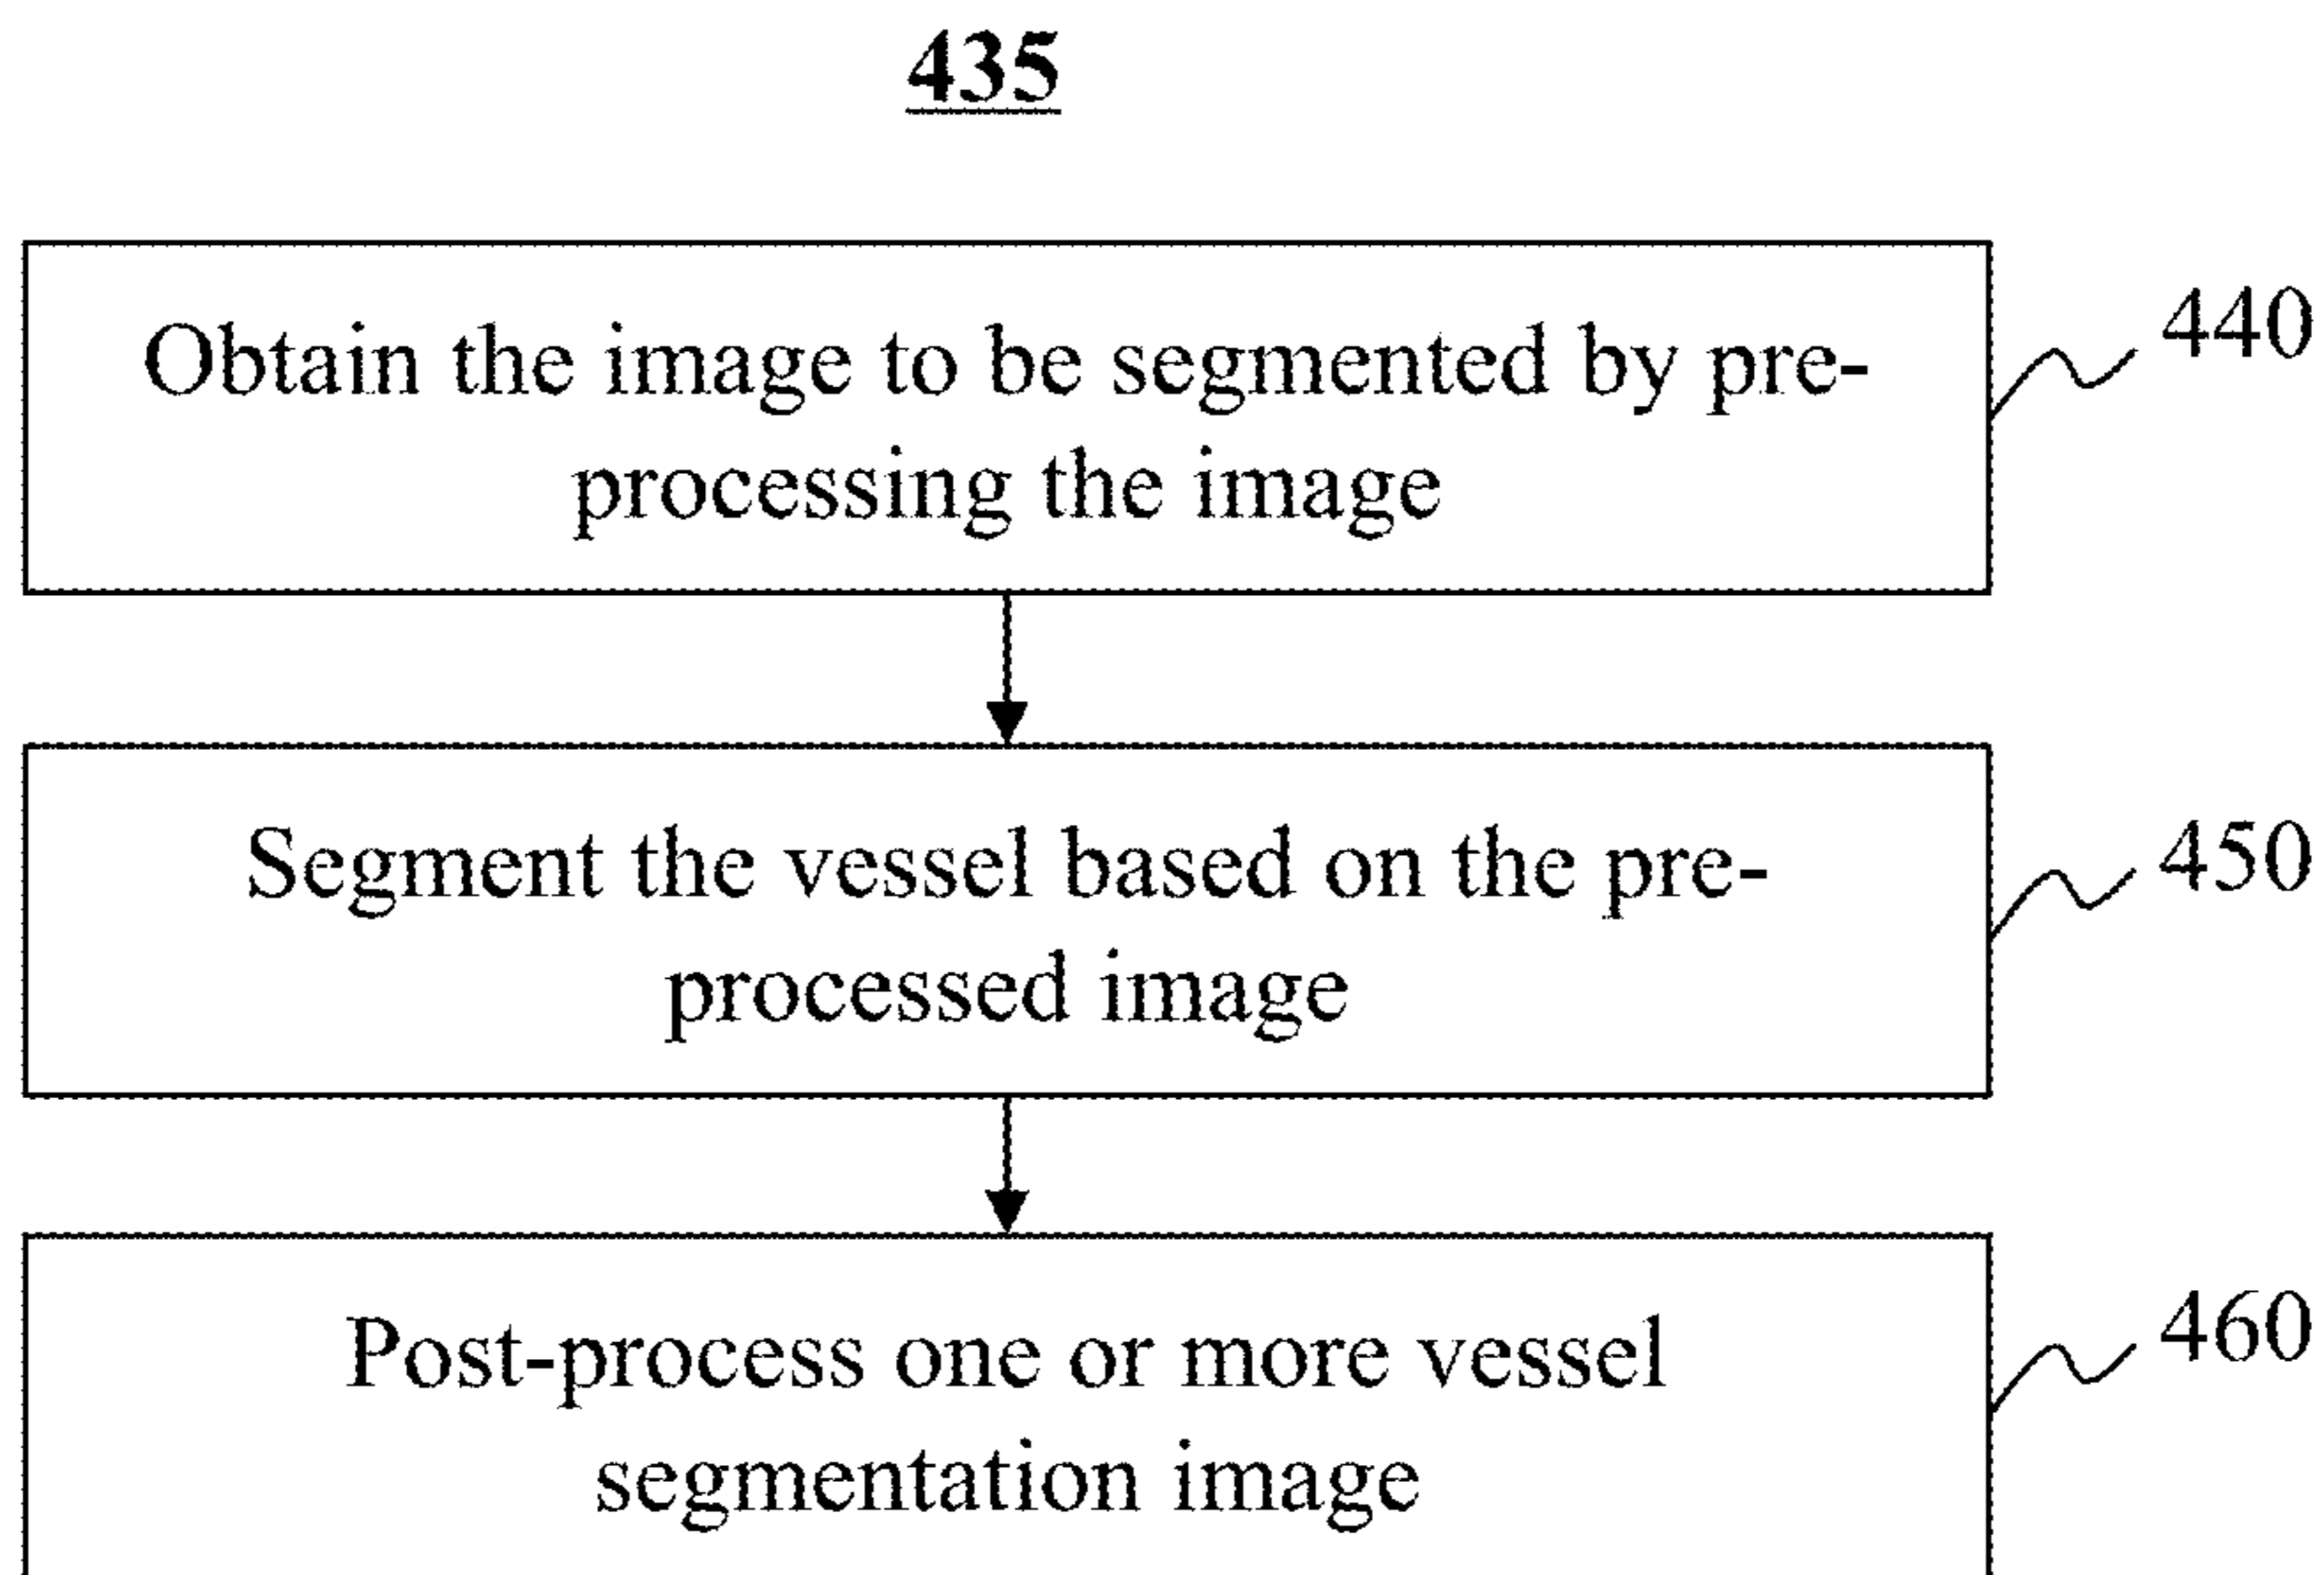 435
Obtain the image to be segmented by pre-
440
processing the image
Segment the vessel based on the pre-
450
processed image
Post-process one or more vessel
460
segmentation image